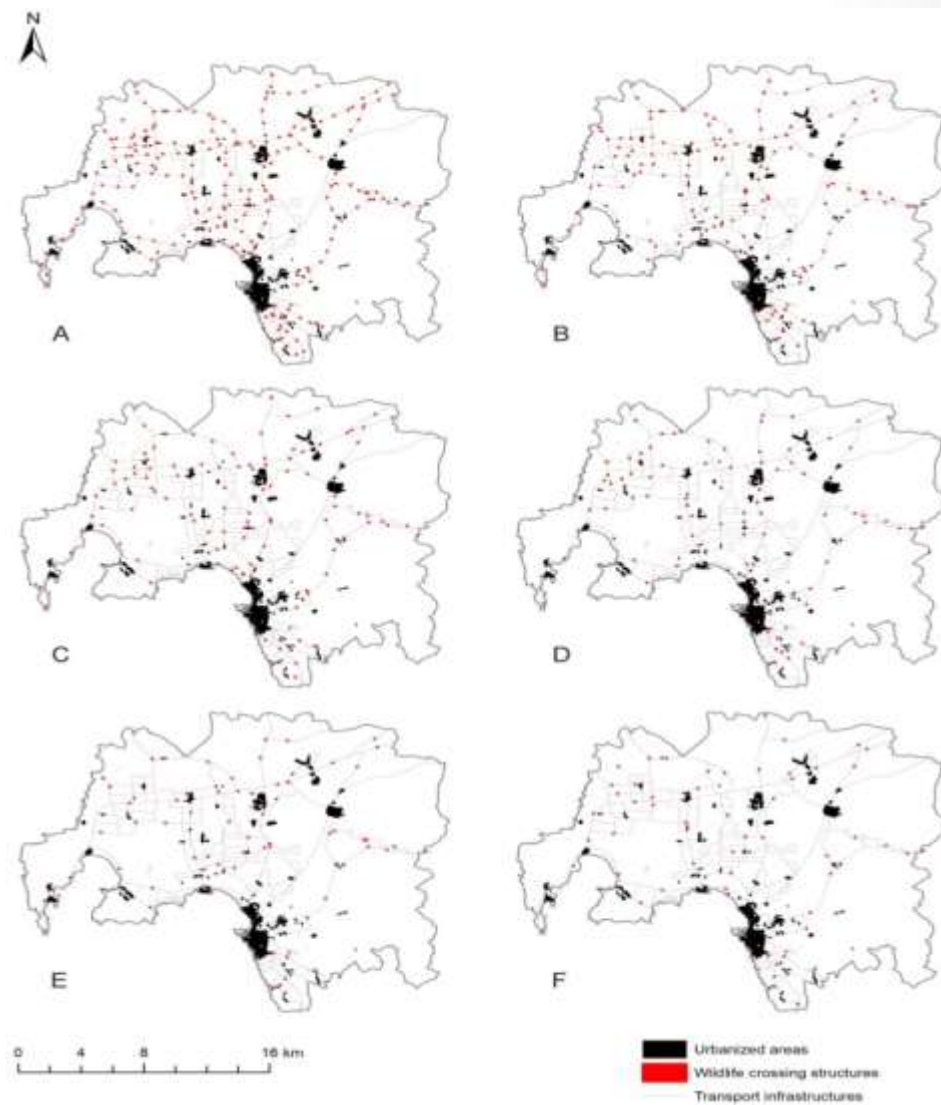 N
A
B
C
D
E
F
0 4 8 16 km
Urbanized areas
Wildlife crossing structures
Transport infrastructures